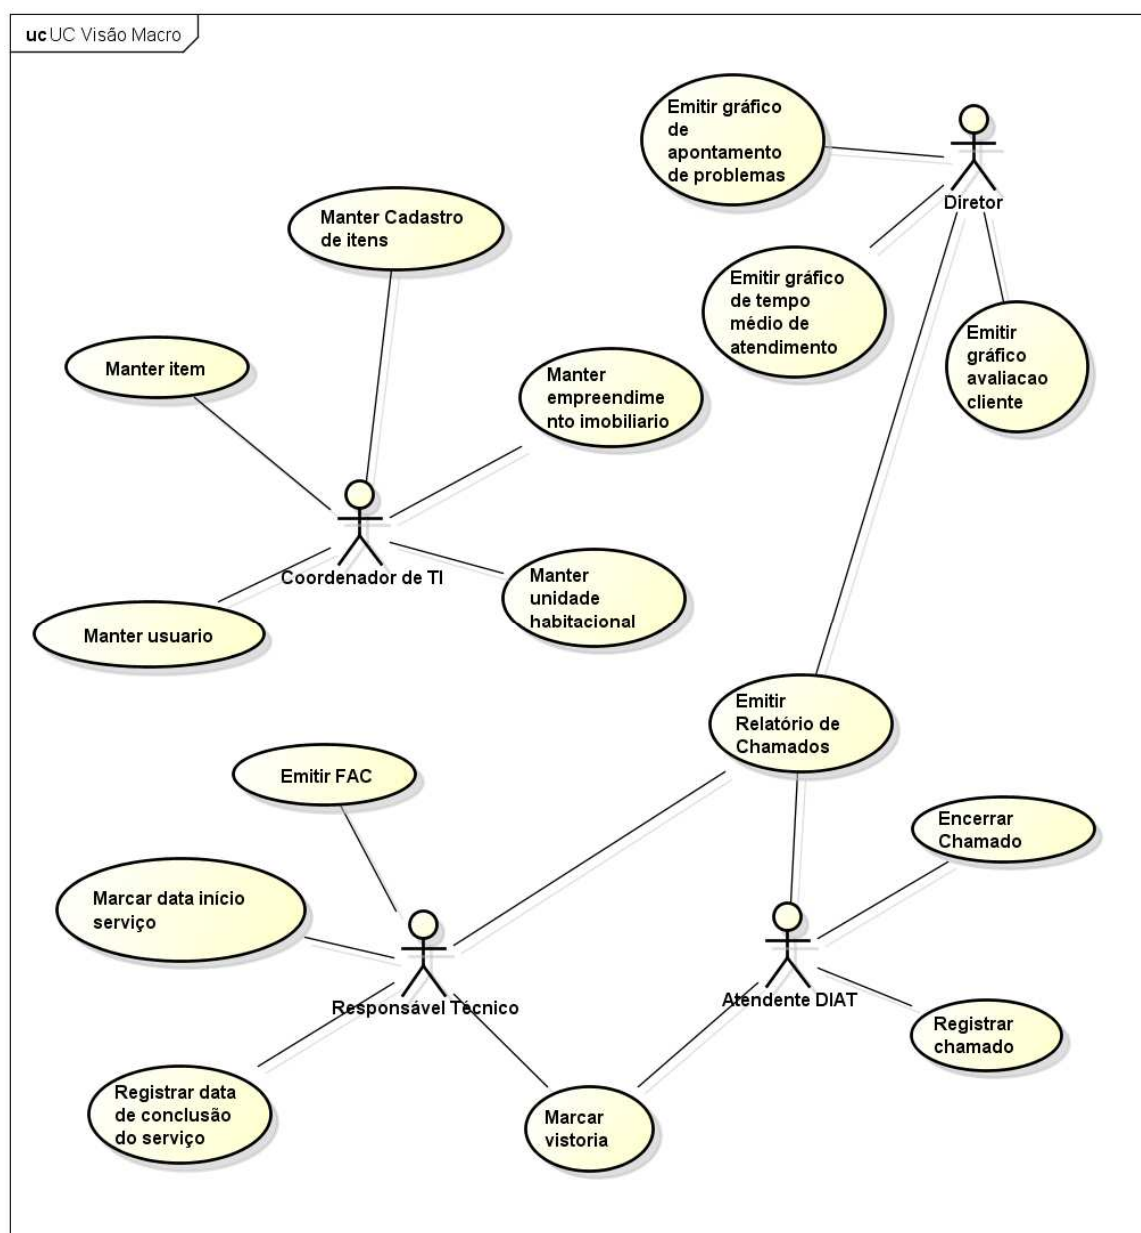 uc UC Visão Macro
Emitir gráfico
de
apontamento
de problemas
Diretor
Manter Cadastro
de itens
Emitir gráfico
de tempo
médio de
atendimento
Emitir
gráfico
avaliacao
cliente
Manter item
Manter
empreendime
nto imobiliario
Coordenador de TI
Manter
unidade
habitacional
Manter usuario
Emitir
Relatório de
Chamados
Emitir FAC
Encerrar
Chamado
Marcar data início
serviço
Responsável Técnico
Atendente DIAT
Registrar
chamado
Registrar data
de conclusão
do serviço
Marcar
vistoria